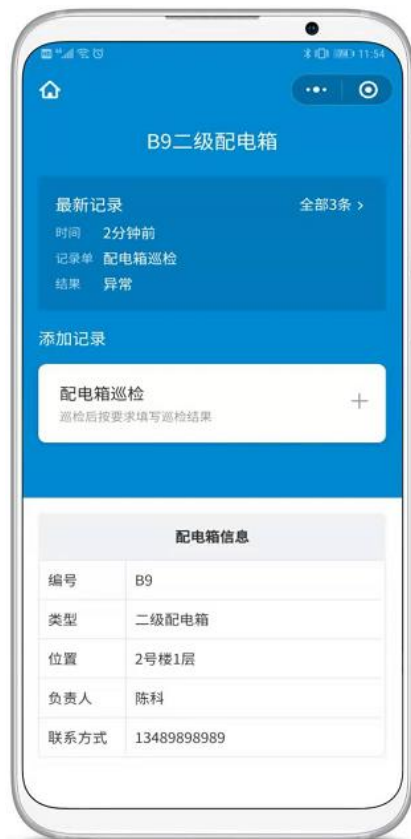 11:54
B9二级配电箱
最新记录 全部3条 >
时间 2分钟前
记录单 配电箱巡检
结果 异常
添加记录
配电箱巡检
巡检后按要求填写巡检结果
配电箱信息
编号 B9
类型 二级配电箱
位置 2号楼1层
负责人 陈科
联系方式 13489898989